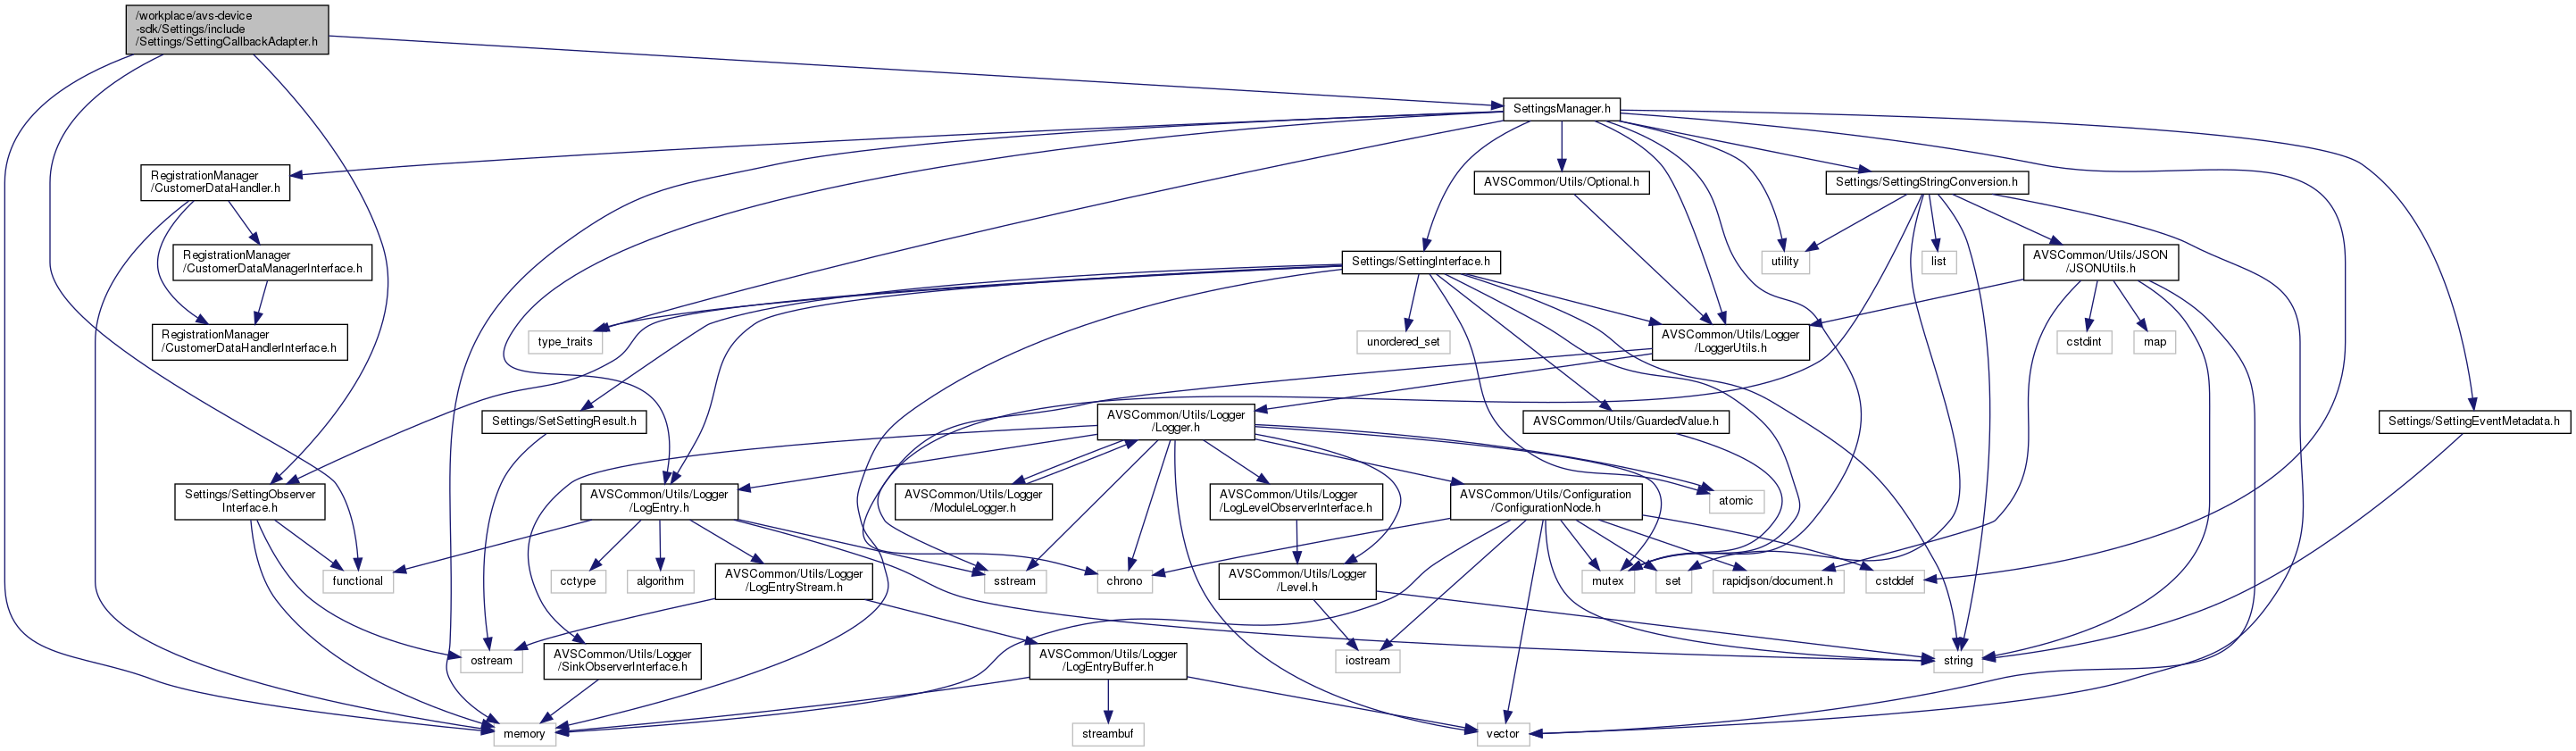 /workplace/avs-device
-sdk/Settings/include
/Settings/SettingCallbackAdapter.h
SettingsManager.h
RegistrationManager
/CustomerDataHandler.h
AVSCommon/Utils/Optional.h
Settings/SettingStringConversion.h
RegistrationManager
/CustomerDataManagerInterface.h
Settings/SettingInterface.h
utility
list
AVSCommon/Utils/JSON
/JSONUtils.h
RegistrationManager
/CustomerDataHandlerInterface.h
type_traits
unordered_set
AVSCommon/Utils/Logger
/LoggerUtils.h
cstdint
map
Settings/SetSettingResult.h
AVSCommon/Utils/Logger
/Logger.h
AVSCommon/Utils/GuardedValue.h
Settings/SettingEventMetadata.h
Settings/SettingObserver
Interface.h
AVSCommon/Utils/Logger
/LogEntry.h
AVSCommon/Utils/Logger
/ModuleLogger.h
AVSCommon/Utils/Logger
/LogLevelObserverInterface.h
AVSCommon/Utils/Configuration
/ConfigurationNode.h
atomic
functional
cctype
algorithm
AVSCommon/Utils/Logger
/LogEntryStream.h
sstream
chrono
AVSCommon/Utils/Logger
/Level.h
mutex
set
rapidjson/document.h
cstddef
ostream
AVSCommon/Utils/Logger
/SinkObserverInterface.h
AVSCommon/Utils/Logger
/LogEntryBuffer.h
iostream
string
memory
streambuf
vector